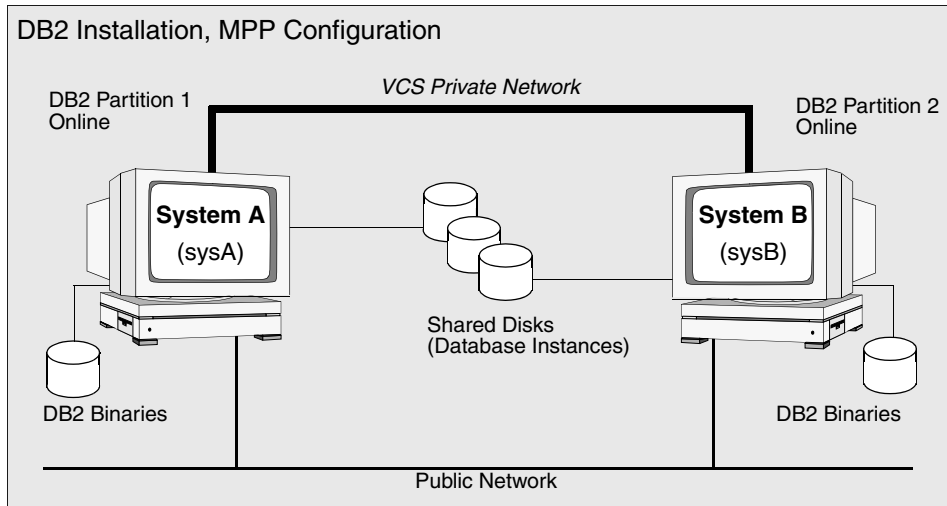 DB2 Installation, MPP Configuration
VCS Private Network
DB2 Partition 1
Online
DB2 Partition 2
Online
System A
(sysA)
System B
(sysB)
Shared Disks
(Database Instances)
DB2 Binaries
DB2 Binaries
Public Network